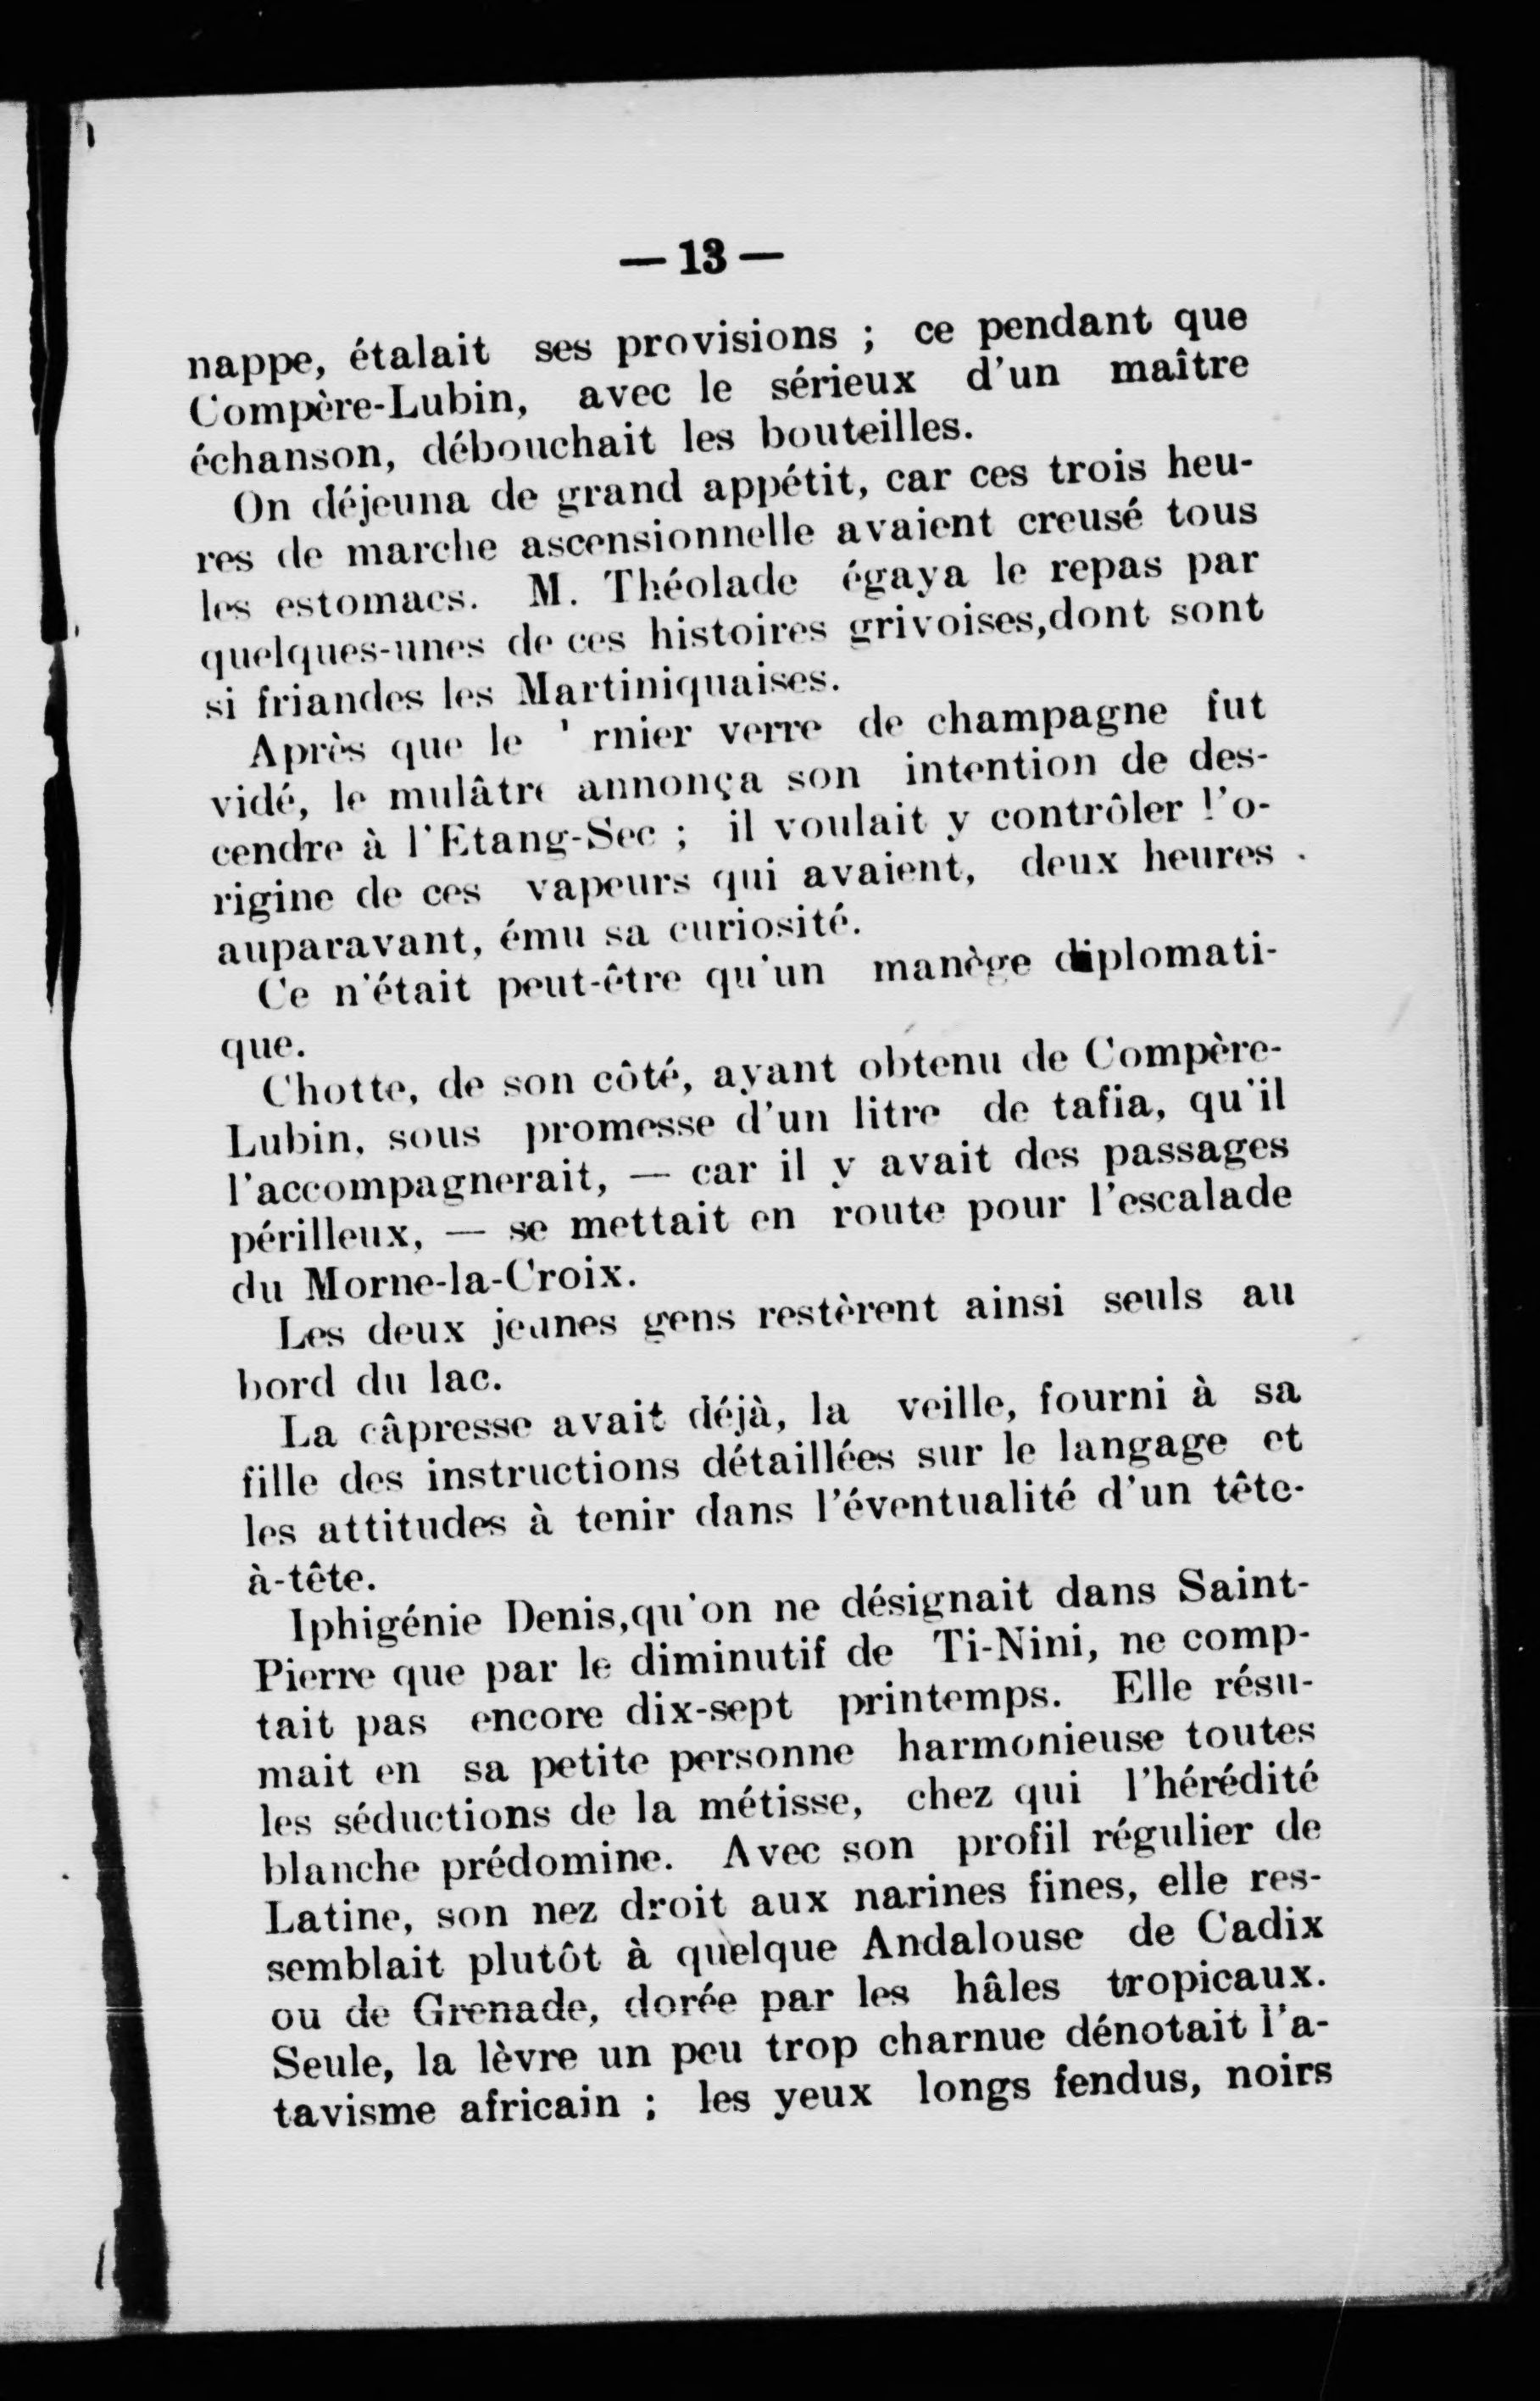 — 13 —
nappe, étalait ses provisions ; ce pendant que
Compère-Lubin, avec le sérieux d'un maître
échanson, débouchait les bouteilles.
On déjeuna de grand appétit, car ces trois heu-
res de marche ascensionnelle avaient creusé tous
les estomacs. M. Théolade égaya le repas par
quelques-unes de ces histoires grivoises,dont sont
si friandes les Martiniquaises.
Après que le rnier verre de champagne fut
vidé, le mulâtre annonça son intention de des-
cendre à l'Etang-Sec ; il voulait y contrôler l'o-
rigine de ces vapeurs qui avaient, deux heures
auparavant, ému sa curiosité.
Ce n'était peut-être qu'un manège diplomati-
que.
Chotte, de son côté, ayant obtenu de Compère-
Lubin, sous promesse d'un litre de tafia, qu'il
l'accompagnerait, — car il y avait des passages
périlleux, — se mettait en route pour l'escalade
du Morne-la-Croix.
Les deux jeunes gens restèrent ainsi seuls au
bord du lac.
La câpresse avait déjà, la veille, fourni à sa
fille des instructions détaillées sur le langage et
les attitudes à tenir dans l'éventualité d'un tête-
à-tête.
Iphigénie Denis,qu'on ne désignait dans Saint-
Pierre que par le diminutif de Ti-Nini, ne comp-
tait pas encore dix-sept printemps. Elle résu-
mait en sa petite personne harmonieuse toutes
les séductions de la métisse, chez qui l'hérédité
blanche prédomine. Avec son profil régulier de
Latine, son nez droit aux narines fines, elle res-
semblait plutôt à quelque Andalouse de Cadix
ou de Grenade, dorée par les hâles tropicaux.
Seule, la lèvre un peu trop charnue dénotait l'a-
tavisme africain ; les yeux longs fendus, noirs